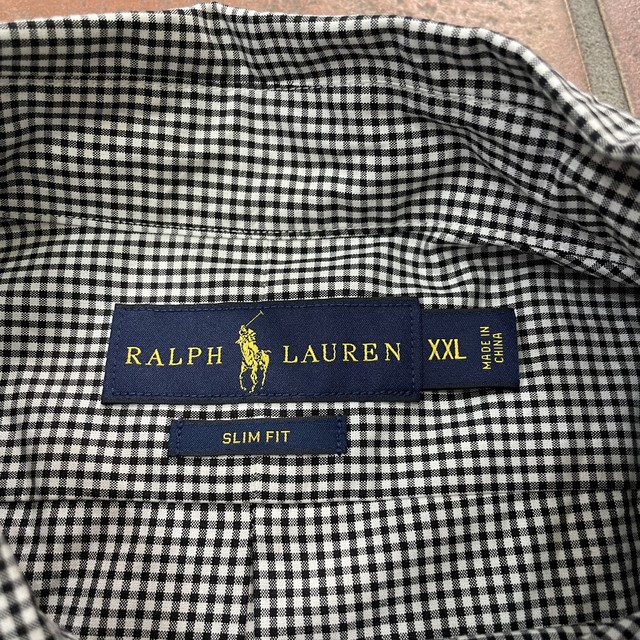 RALPH LAUREN
XXL
MADE IN
CHINA
SLIM FIT